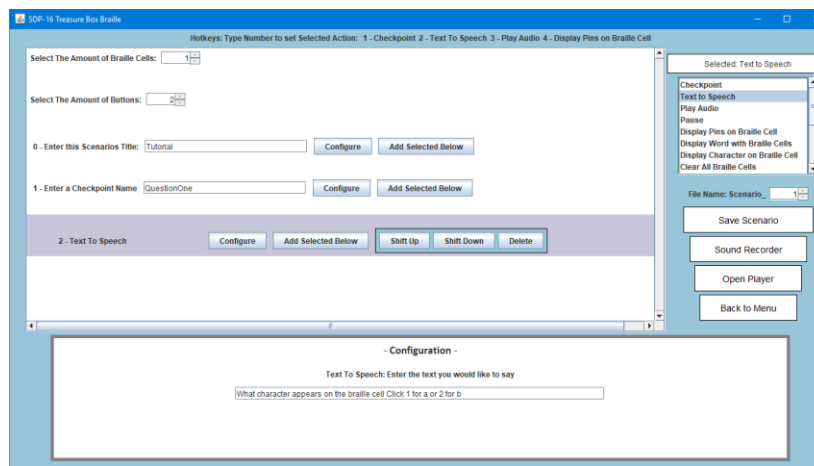 SDP-16 Treasure Box Braille
Hotkeys: Type Number to set Selected Action: 1 - Checkpoint 2 - Text To Speech 3 - Play Audio 4 - Display Pins on Braille Cell
Select The Amount of Braille Cells: 1
Select The Amount of Buttons: 2
0 - Enter this Scenarios Title: Tutorial Configure Add Selected Below
1 - Enter a Checkpoint Name QuestionOne Configure Add Selected Below
2 - Text To Speech Configure Add Selected Below Shift Up Shift Down Delete
Selected: Text to Speech
Checkpoint
Text to Speech
Play Audio
Pause
Display Pins on Braille Cell
Display Word with Braille Cells
Display Character on Braille Cell
Clear All Braille Cells
File Name: Scenario_ 1
Save Scenario
Sound Recorder
Open Player
Back to Menu
- Configuration -
Text To Speech: Enter the text you would like to say
What character appears on the braille cell Click 1 for a or 2 for b